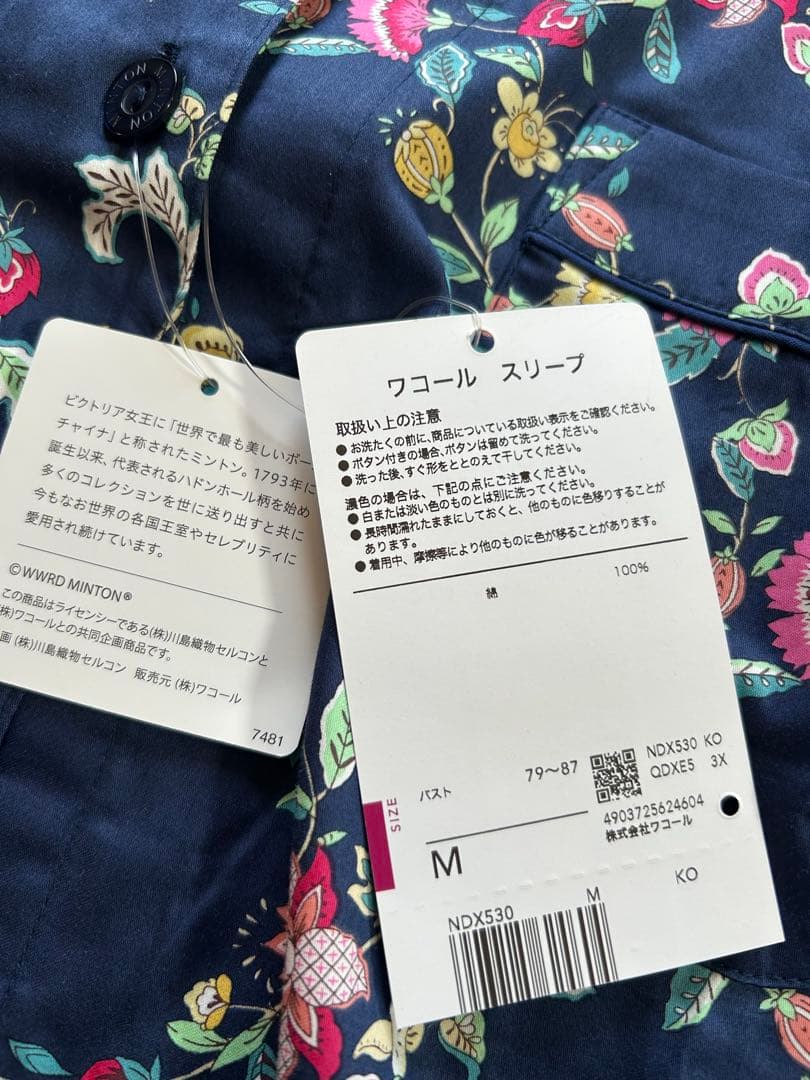 MINTON MINTON
ビクトリア女王に「世界で最も美しいボー
チャイナ」と称されたミントン。1793年に
誕生以来、代表されるハドンホール柄を始め
多くのコレクションを世に送り出すと共に
今もなお世界の各国王室やセレブリティに
愛用され続けています。
©WWRD MINTON®
この商品はライセンシーである(株)川島織物セルコンと
(株)ワコールとの共同企画商品です。
画 (株)川島織物セルコン 販売元 (株)ワコール
7481
ワコール スリープ
取扱い上の注意
●お洗たくの前に、商品についている取扱い表示をご確認ください。
●ボタン付きの場合、ボタンは留めて洗ってください。
●洗った後、すぐ形をととのえて干してください。
濃色の場合は、下記の点にご注意ください。
●白または淡い色のものとは別に洗ってください。
●長時間濡れたままにしておくと、他のものに色移りすることが
あります。
●着用中、摩擦等により他のものに色が移ることがあります。
綿 100%
バスト 79～87
NDX530 KO
QDXE5 3X
4903725624604
株式会社ワコール
SIZE
M
KO
NDX530 M